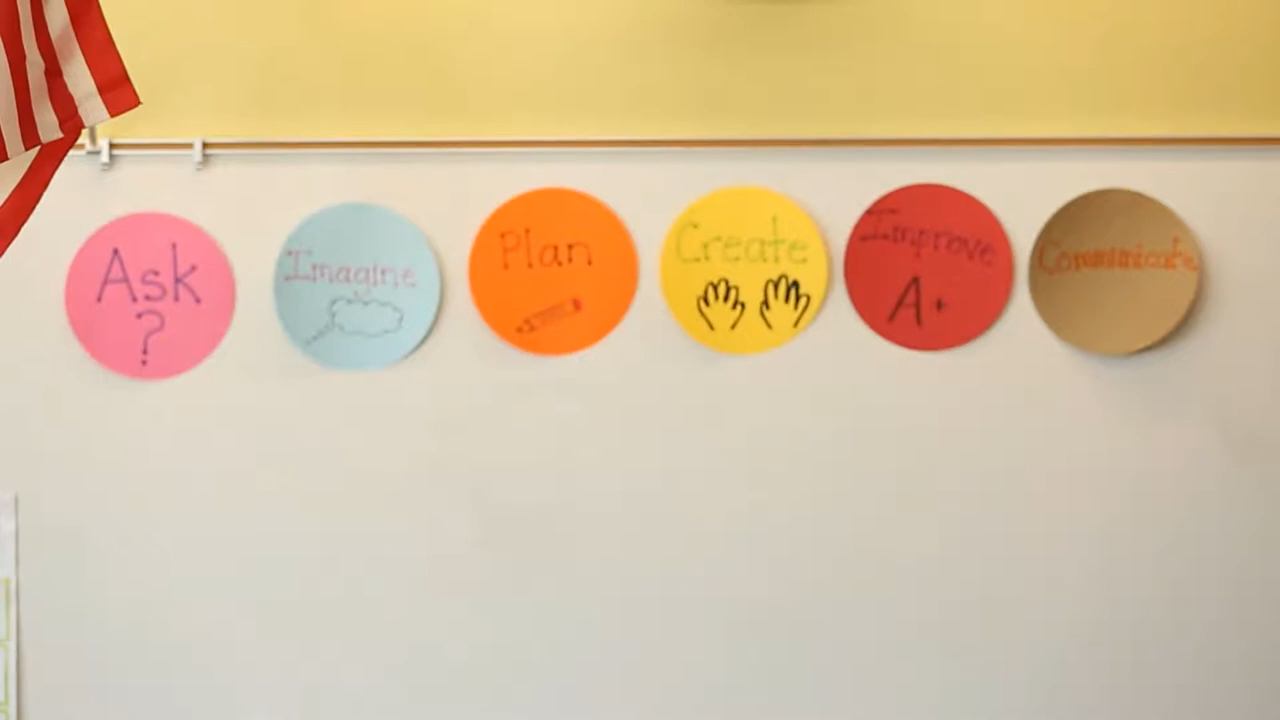 Ask
?
Imagine
Plan
Create
Improve
A+
Communicate